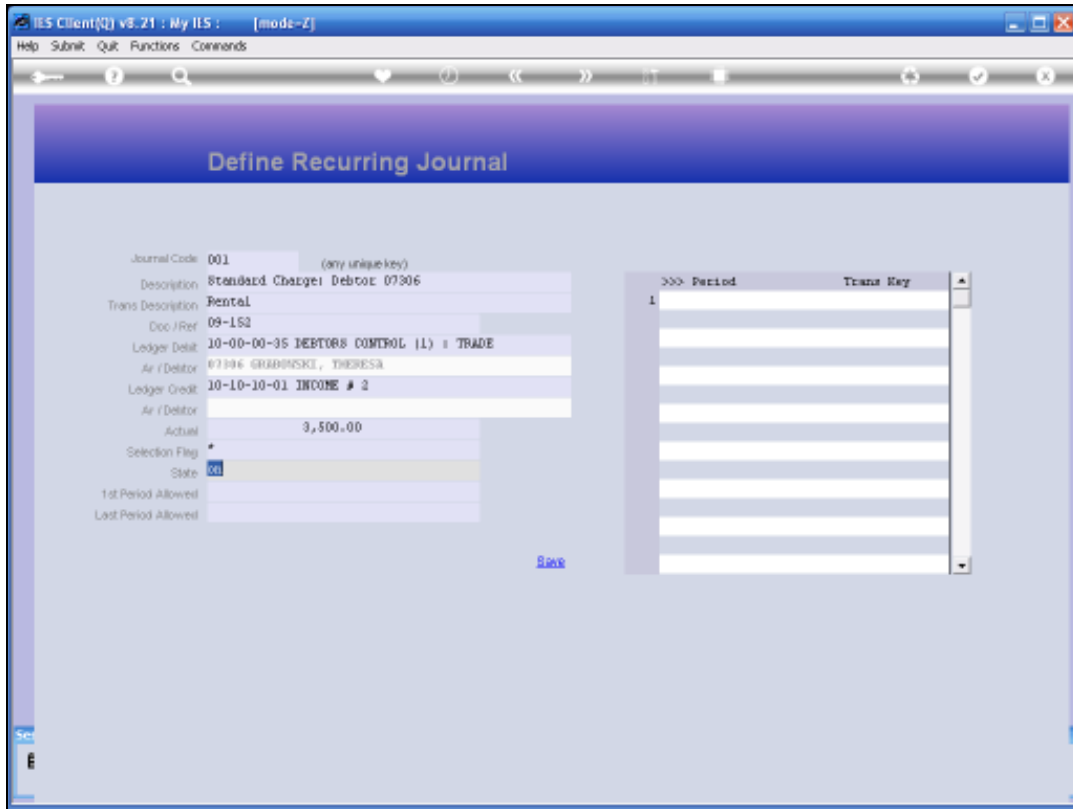 IES Client(Q) v8.21 : My IES : [mode=Z]
Help Submit Quit Functions Commands
Define Recurring Journal
Journal Code 001 (any unique key)
Description Standard Charge: Debtor 07306
Trans Description Rental
Doc / Ref 09-152
Ledger Debit 10-00-00-35 DEBTORS CONTROL (1) : TRADE
Ar / Debtor 07306 GRABOWSKI, THERESA
Ledger Credit 10-10-10-01 INCOME # 2
Ar / Debtor
Actual 3,500.00
Selection Flag *
State on
1st Period Allowed
Last Period Allowed
Save
>>> Period Trans Key
1